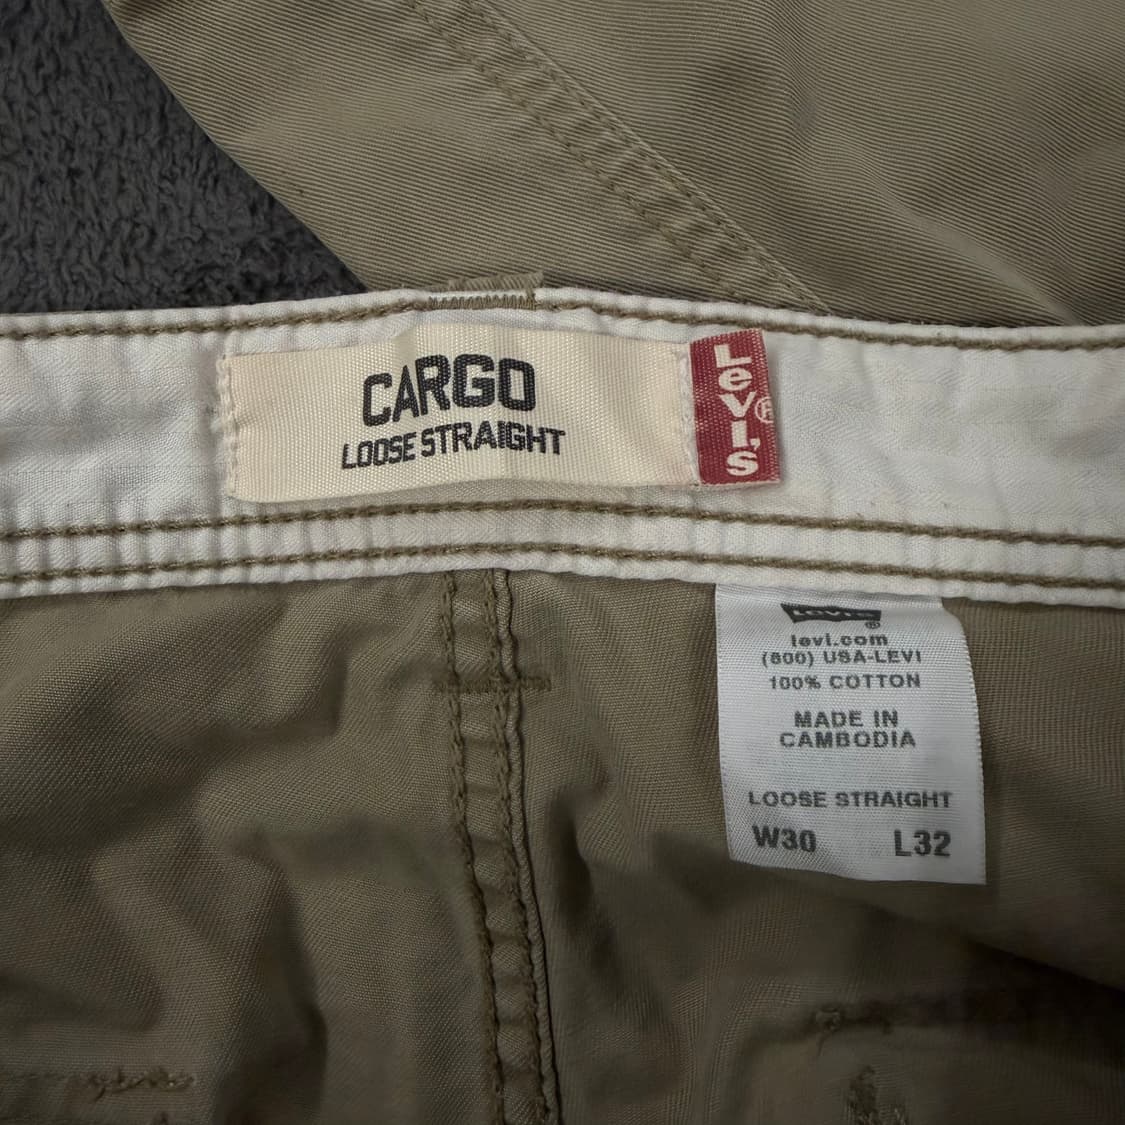 CARGO
LOOSE STRAIGHT
Levi's®
LEVI'S®
levi.com
(800) USA-LEVI
100% COTTON
MADE IN
CAMBODIA
LOOSE STRAIGHT
W30 L32